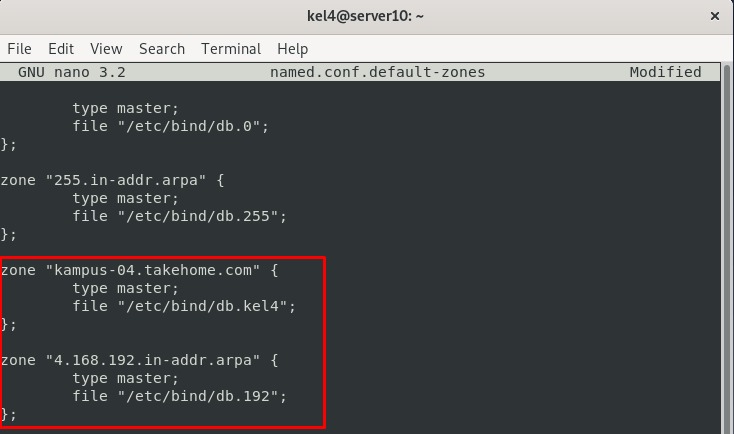 kel4@server10: ~ ×
File Edit View Search Terminal Help
GNU nano 3.2 named.conf.default-zones Modified
type master;
file "/etc/bind/db.0";
};
zone "255.in-addr.arpa" {
type master;
file "/etc/bind/db.255";
};
zone "kampus-04.takehome.com" {
type master;
file "/etc/bind/db.kel4";
};
zone "4.168.192.in-addr.arpa" {
type master;
file "/etc/bind/db.192";
};